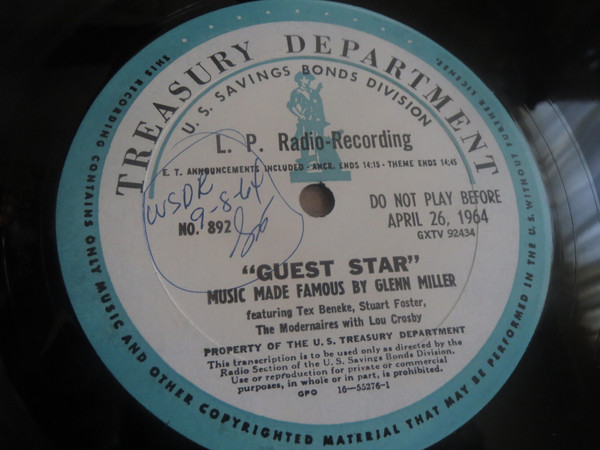 THIS RECORDING CONTAINS ONLY MUSIC AND OTHER COPYRIGHTED MATERIAL THAT MAY BE PERFORMED IN THE U.S. WITHOUT FURTHER LICENSE.
TREASURY DEPARTMENT
U. S. SAVINGS BONDS DIVISION
L. P. Radio-Recording
E. T. ANNOUNCEMENTS INCLUDED - ANCR. ENDS 14:15 - THEME ENDS 14:45
WSDR
9-8-64
NO. 892
DO NOT PLAY BEFORE
APRIL 26, 1964
GXTV 92434
"GUEST STAR"
MUSIC MADE FAMOUS BY GLENN MILLER
featuring Tex Beneke, Stuart Foster,
The Modernaires with Lou Crosby
PROPERTY OF THE U. S. TREASURY DEPARTMENT
This transcription is to be used only as directed by the
Radio Section of the U. S. Savings Bonds Division.
Use or reproduction for private or commercial
purposes, in whole or in part, is prohibited.
GPO 16—55276-1